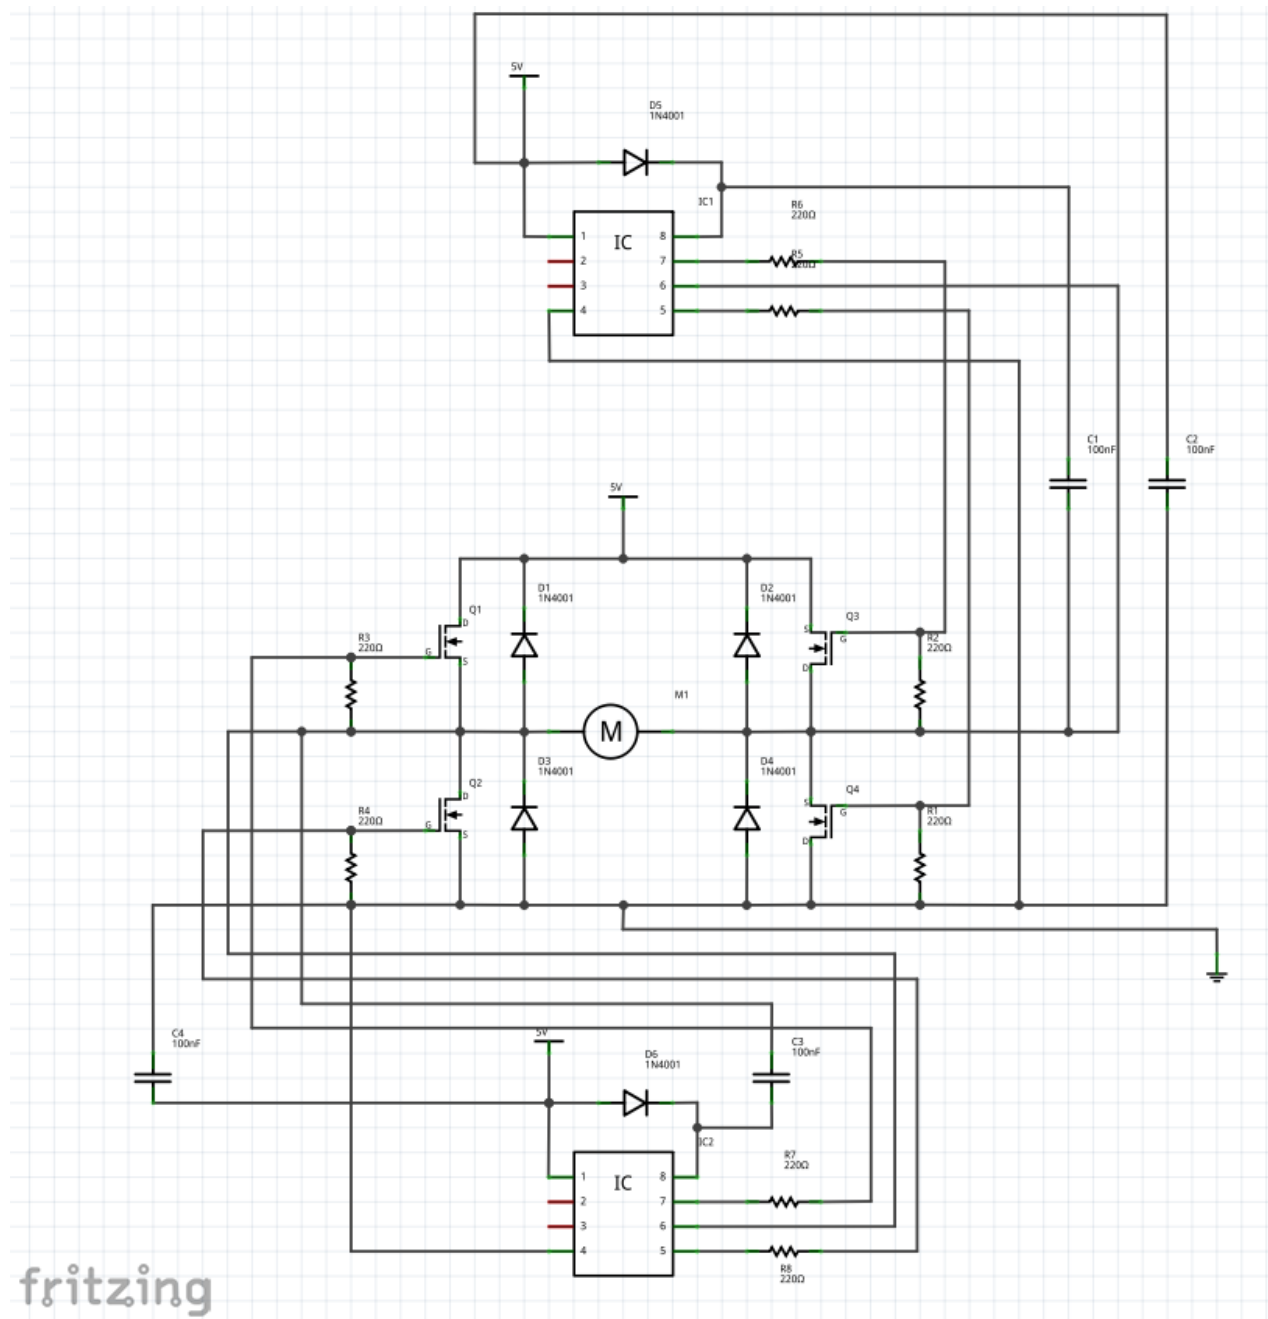 5V
D5
1N4001
IC1
R6
220Ω
IC
1
8
2
7
R5
220Ω
3
6
4
5
C1
100nF
C2
100nF
5V
D1
1N4001
D2
1N4001
Q1
D
G
S
Q3
S
G
D
R3
220Ω
R2
220Ω
M1
M
D3
1N4001
D4
1N4001
Q2
D
G
S
Q4
S
G
D
R4
220Ω
R1
220Ω
C4
100nF
5V
D6
1N4001
C3
100nF
IC2
R7
220Ω
IC
1
8
2
7
3
6
4
5
R8
220Ω
fritzing